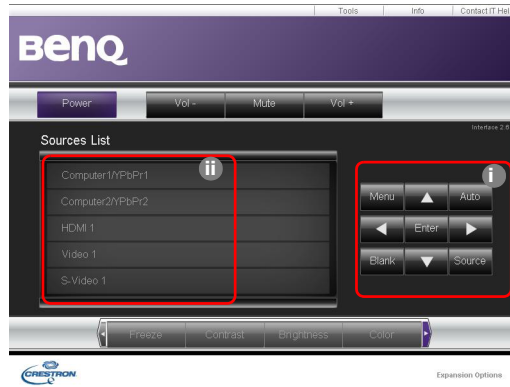 Tools Info Contact IT Hel
BenQ
Power Vol - Mute Vol +
Interface 2.6
Sources List
ii
i
Computer1/YPbPr1
Computer2/YPbPr2
HDMI 1
Video 1
S-Video 1
Menu Auto
Enter
Blank Source
Freeze Contrast Brightness Color
CRESTRON
Expansion Options